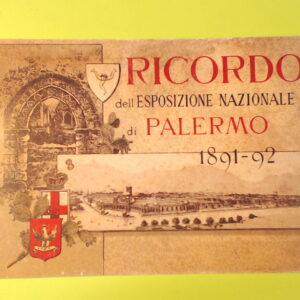 RICORDO
dell'ESPOSIZIONE NAZIONALE
di PALERMO
1891-92